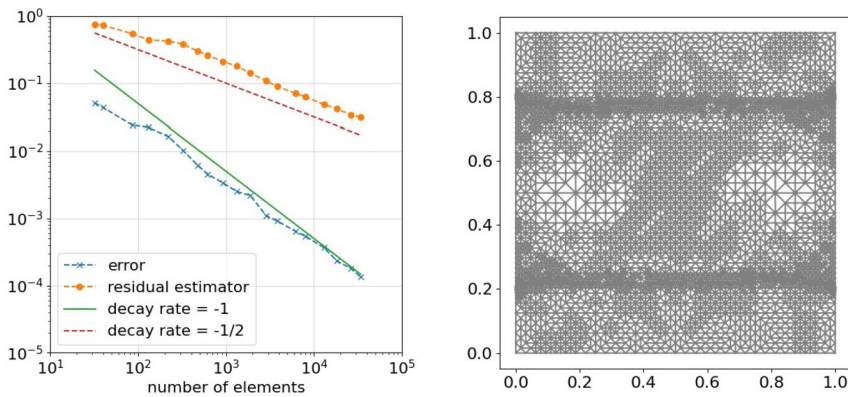 10^0
10^-1
10^-2
10^-3
10^-4
10^-5
error
residual estimator
decay rate = -1
decay rate = -1/2
10^1 10^2 10^3 10^4 10^5
number of elements
1.0
0.8
0.6
0.4
0.2
0.0
0.0 0.2 0.4 0.6 0.8 1.0